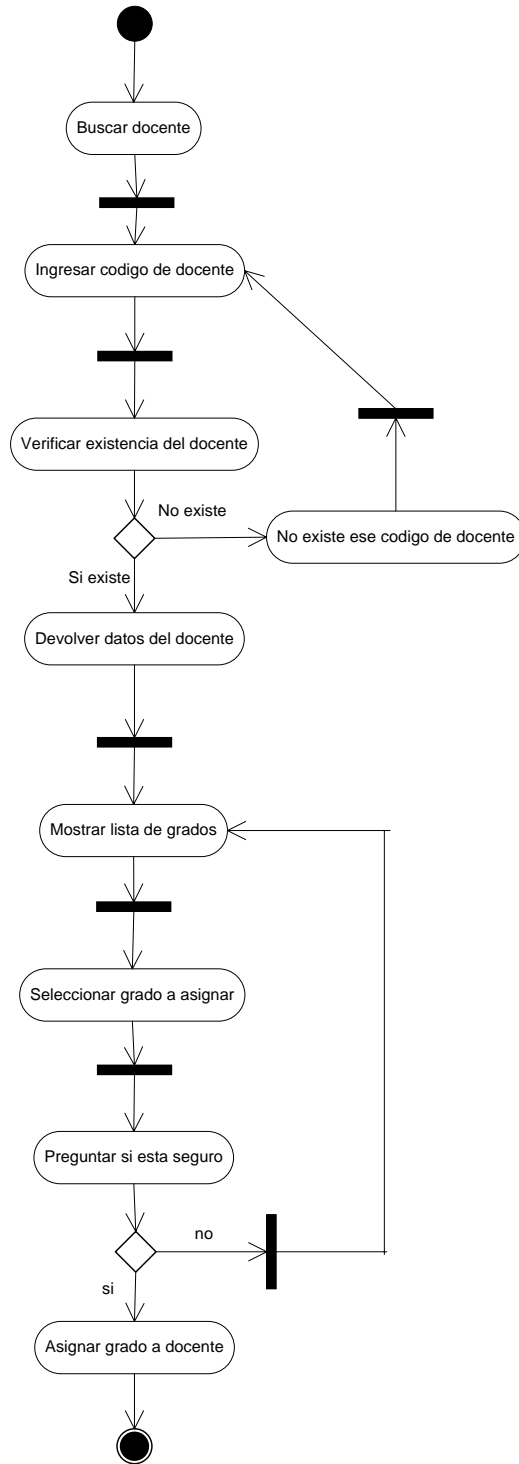 Buscar docente
Ingresar codigo de docente
Verificar existencia del docente
No existe
No existe ese codigo de docente
Si existe
Devolver datos del docente
Mostrar lista de grados
Seleccionar grado a asignar
Preguntar si esta seguro
no
si
Asignar grado a docente